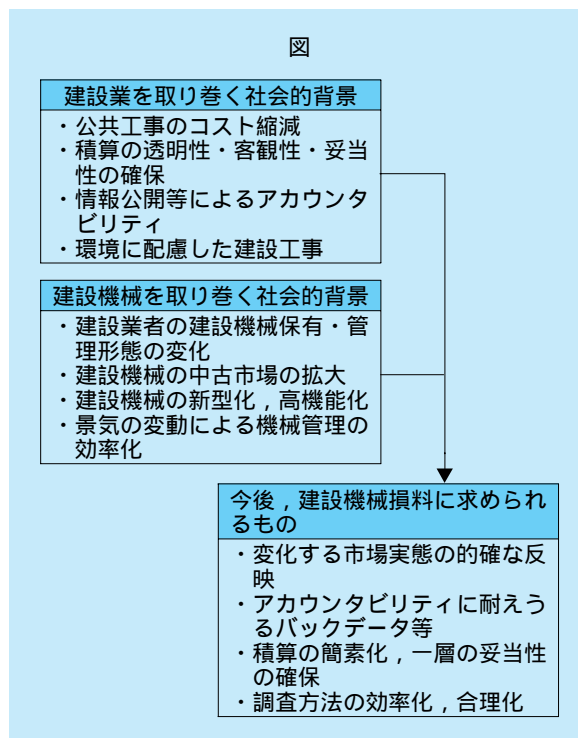 図
建設業を取り巻く社会的背景
・公共工事のコスト縮減
・積算の透明性・客観性・妥当
性の確保
・情報公開等によるアカウンタ
ビリティ
・環境に配慮した建設工事
建設機械を取り巻く社会的背景
・建設業者の建設機械保有・管
理形態の変化
・建設機械の中古市場の拡大
・建設機械の新型化，高機能化
・景気の変動による機械管理の
効率化
今後，建設機械損料に求められ
るもの
・変化する市場実態の的確な反
映
・アカウンタビリティに耐えう
るバックデータ等
・積算の簡素化，一層の妥当性
の確保
・調査方法の効率化，合理化